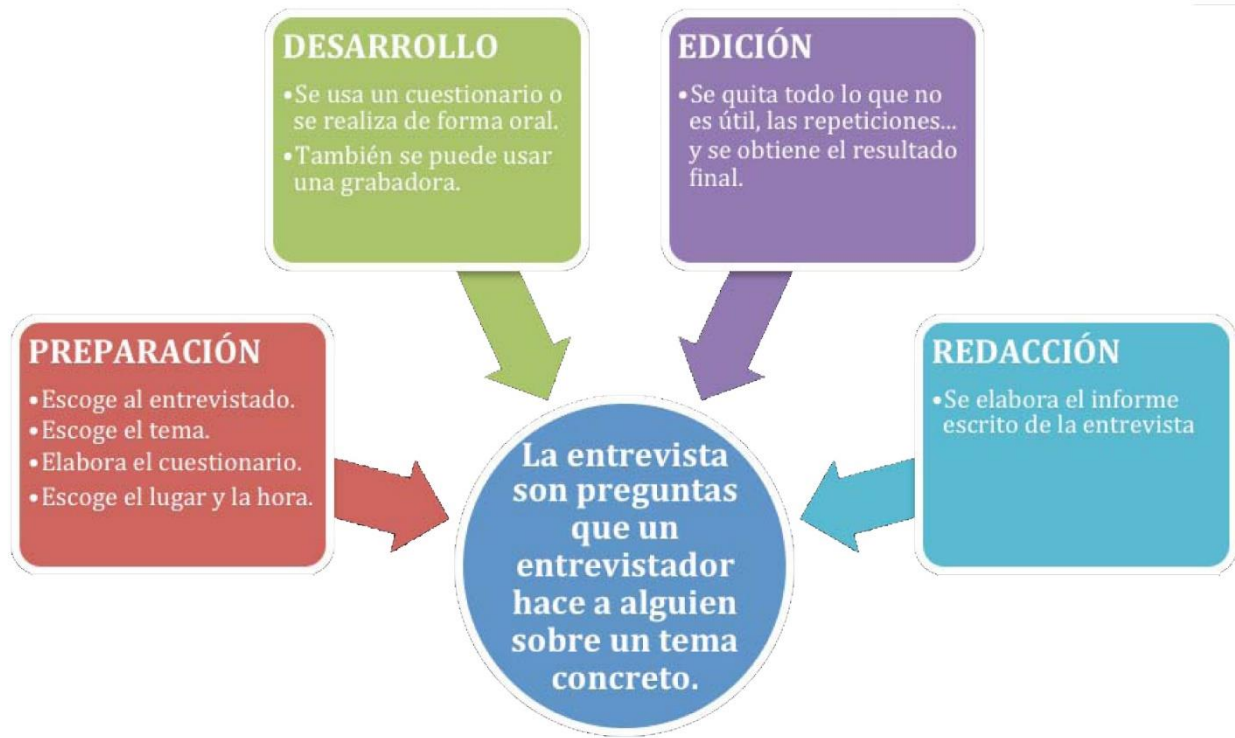 DESARROLLO
•Se usa un cuestionario o
se realiza de forma oral.
•También se puede usar
una grabadora.
EDICIÓN
•Se quita todo lo que no
es útil, las repeticiones...
y se obtiene el resultado
final.
PREPARACIÓN
•Escoge al entrevistado.
•Escoge el tema.
•Elabora el cuestionario.
•Escoge el lugar y la hora.
REDACCIÓN
•Se elabora el informe
escrito de la entrevista
La entrevista
son preguntas
que un
entrevistador
hace a alguien
sobre un tema
concreto.